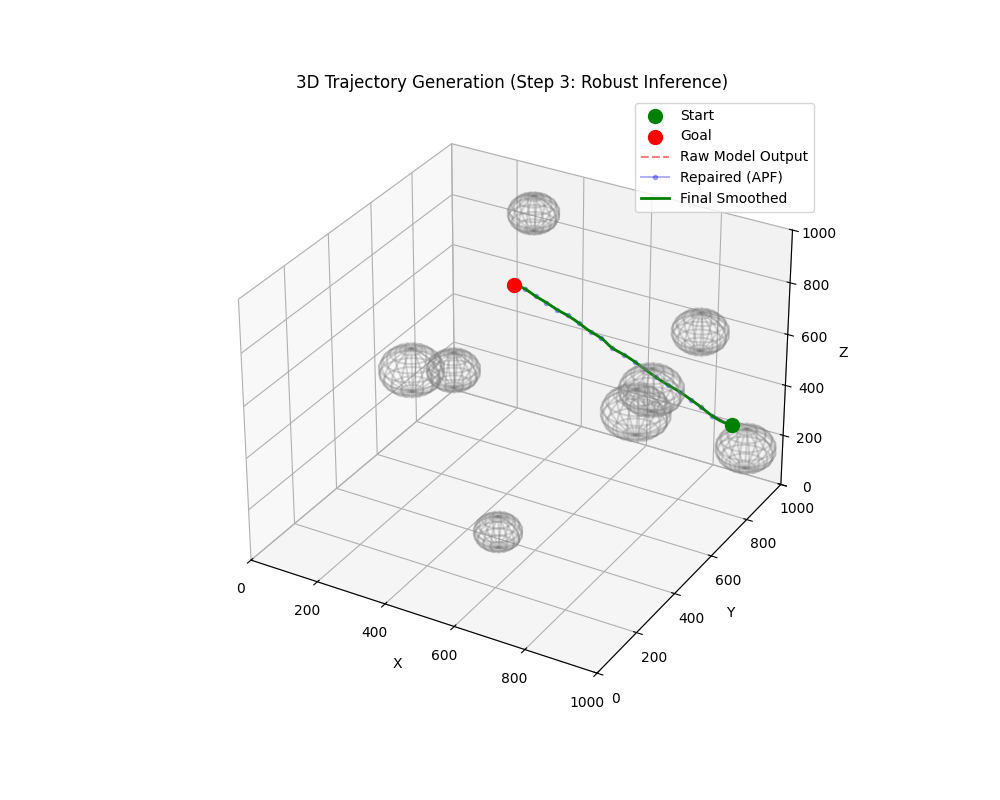 3D Trajectory Generation (Step 3: Robust Inference)
Start
Goal
Raw Model Output
Repaired (APF)
Final Smoothed
1000
800
600
Z
400
200
0
1000
800
600
Y
400
200
0
0
200
400
X
600
800
1000